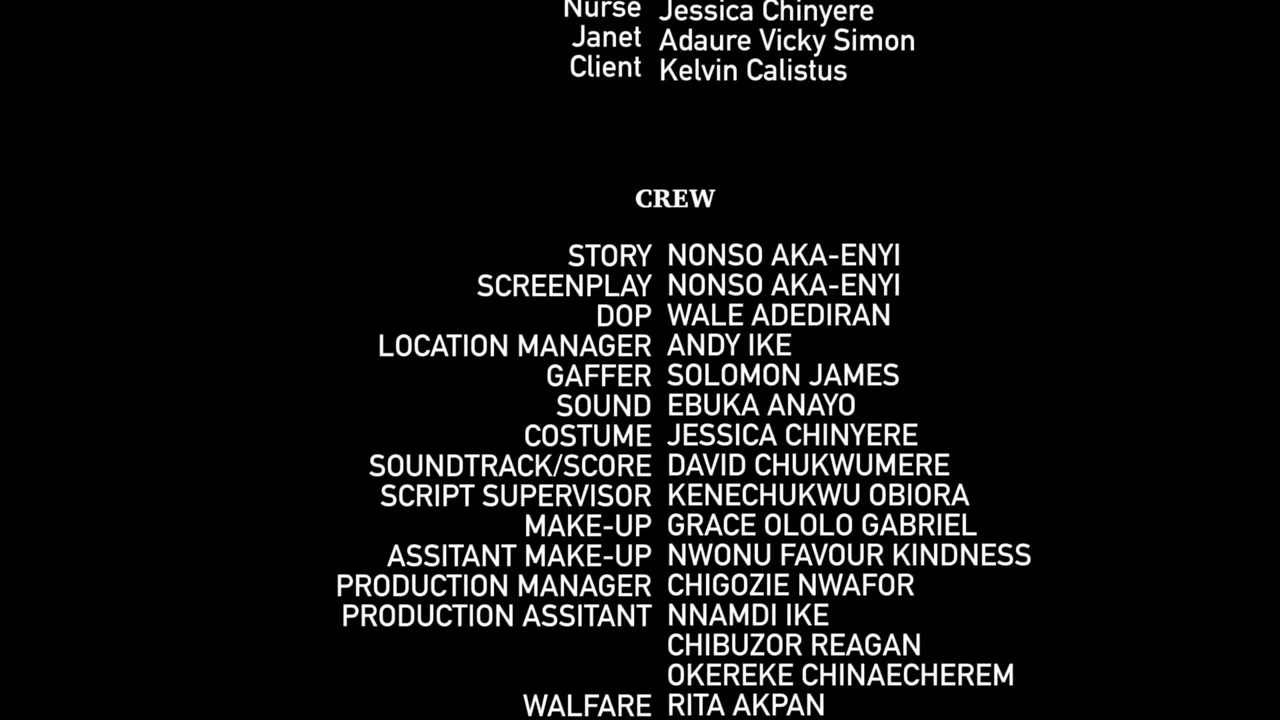 Nurse Jessica Chinyere
Janet Adaure Vicky Simon
Client Kelvin Calistus
CREW
STORY NONSO AKA-ENYI
SCREENPLAY NONSO AKA-ENYI
DOP WALE ADEDIRAN
LOCATION MANAGER ANDY IKE
GAFFER SOLOMON JAMES
SOUND EBUKA ANAYO
COSTUME JESSICA CHINYERE
SOUNDTRACK/SCORE DAVID CHUKWUMERE
SCRIPT SUPERVISOR KENECHUKWU OBIORA
MAKE-UP GRACE OLOLO GABRIEL
ASSITANT MAKE-UP NWONU FAVOUR KINDNESS
PRODUCTION MANAGER CHIGOZIE NWAFOR
PRODUCTION ASSITANT NNAMDI IKE
CHIBUZOR REAGAN
OKEREKE CHINAECHEREM
WALFARE RITA AKPAN